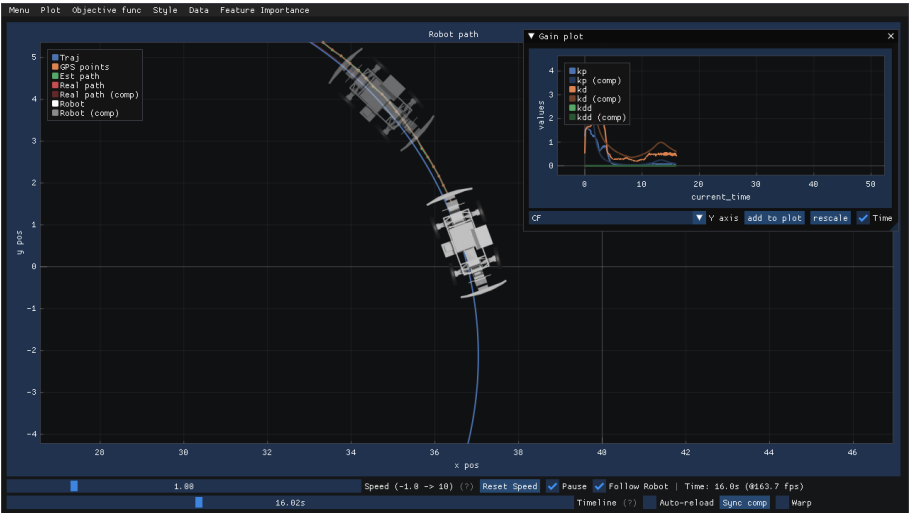 Menu Plot Objective func Style Data Feature Importance
Robot path
Traj
GPS points
Est path
Real path
Real path (comp)
Robot
Robot (comp)
5
4
3
2
1
0
-1
-2
-3
-4
y pos
28 30 32 34 36 38 40 42 44 46
x pos
▼ Gain plot ×
kp
kp (comp)
kd
kd (comp)
kdd
kdd (comp)
4
3
2
1
0
values
0 10 30 40 50
current_time
CF ▼ Y axis add to plot rescale Time
1.00 Speed (-1.0 -> 10) (?) Reset Speed Pause Follow Robot | Time: 16.0s (@163.7 fps)
16.02s Timeline (?) Auto-reload Sync comp Warp